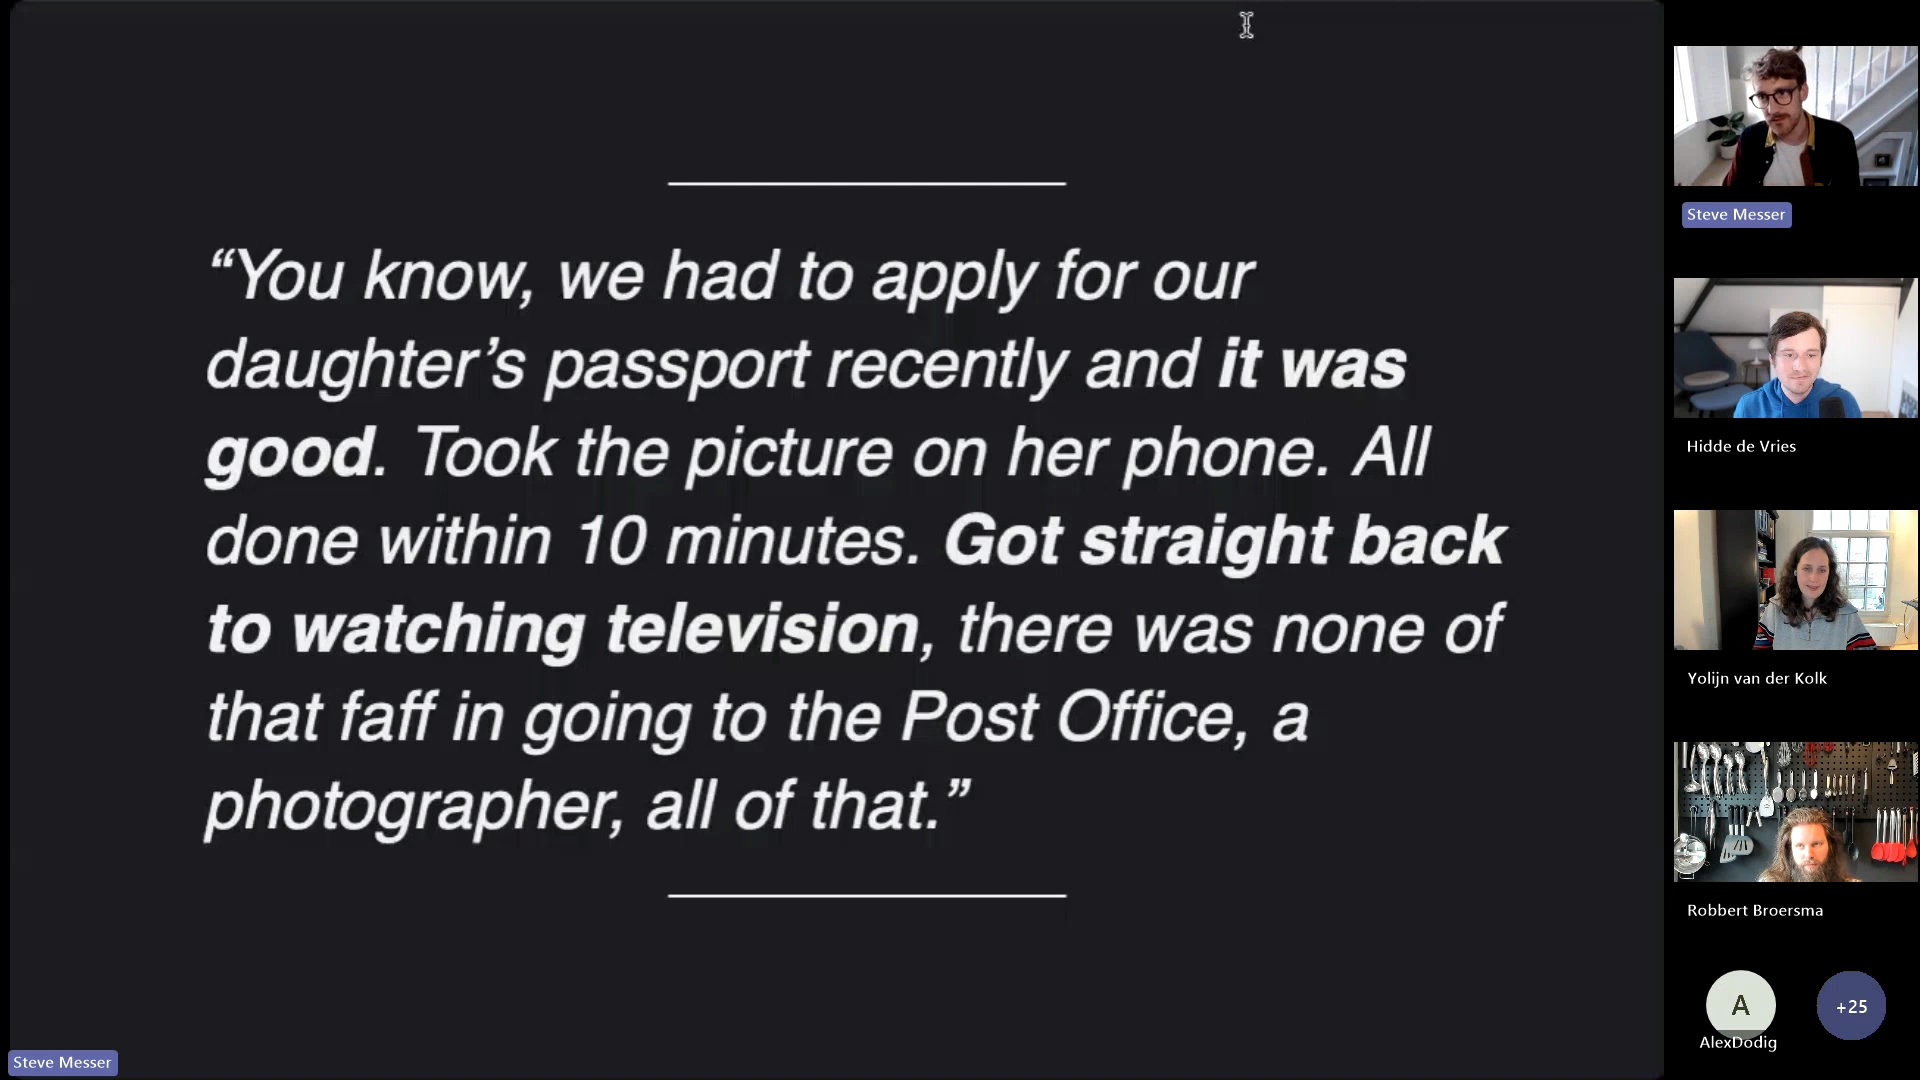 “You know, we had to apply for our
daughter’s passport recently and it was
good. Took the picture on her phone. All
done within 10 minutes. Got straight back
to watching television, there was none of
that faff in going to the Post Office, a
photographer, all of that.”
Steve Messer
Steve Messer
Hidde de Vries
Yolijn van der Kolk
Robbert Broersma
A
AlexDodig
+25